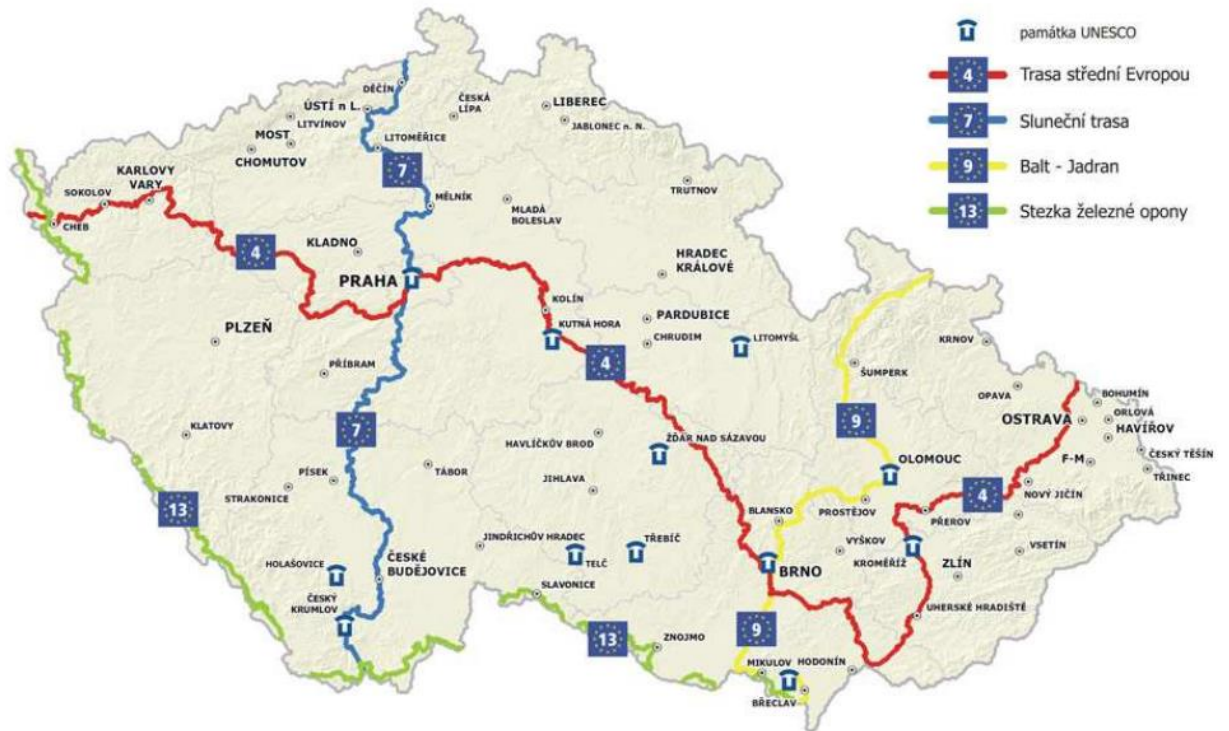 památka UNESCO
4 Trasa střední Evropou
7 Sluneční trasa
9 Balt - Jadran
13 Stezka železné opony
DĚČÍN
ÚSTÍ n L.
LITVÍNOV
MOST
CHOMUTOV
LITOMĚŘICE
ČESKÁ
LÍPA
LIBEREC
JABLONEC n. N.
7
KARLOVY
VARY
SOKOLOV
CHEB
MĚLNÍK
MLADÁ
BOLESLAV
TRUTNOV
4
KLADNO
PRAHA
HRADEC
KRÁLOVÉ
KOLÍN
KUTNÁ HORA
PARDUBICE
CHRUDIM
LITOMYŠL
PLZEŇ
PŘÍBRAM
4
KRNOV
ŠUMPERK
OPAVA
BOHUMÍN
OSTRAVA
ORLOVÁ
HAVÍŘOV
9
7
KLATOVY
HAVLÍČKŮV BROD
ŽĎÁR NAD SÁZAVOU
OLOMOUC
F-M
ČESKÝ TĚŠÍN
TŘINEC
PÍSEK
TÁBOR
STRAKONICE
JIHLAVA
13
4
NOVÝ JIČÍN
PROSTĚJOV
PŘEROV
BLANSKO
VYŠKOV
KROMĚŘÍŽ
VSETÍN
ZLÍN
JINDŘICHŮV HRADEC
TELČ
TŘEBÍČ
BRNO
HOLAŠOVICE
ČESKÉ
BUDĚJOVICE
ČESKÝ
KRUMLOV
SLAVONICE
UHERSKÉ HRADIŠTĚ
13
ZNOJMO
9
MIKULOV
HODONÍN
BŘECLAV